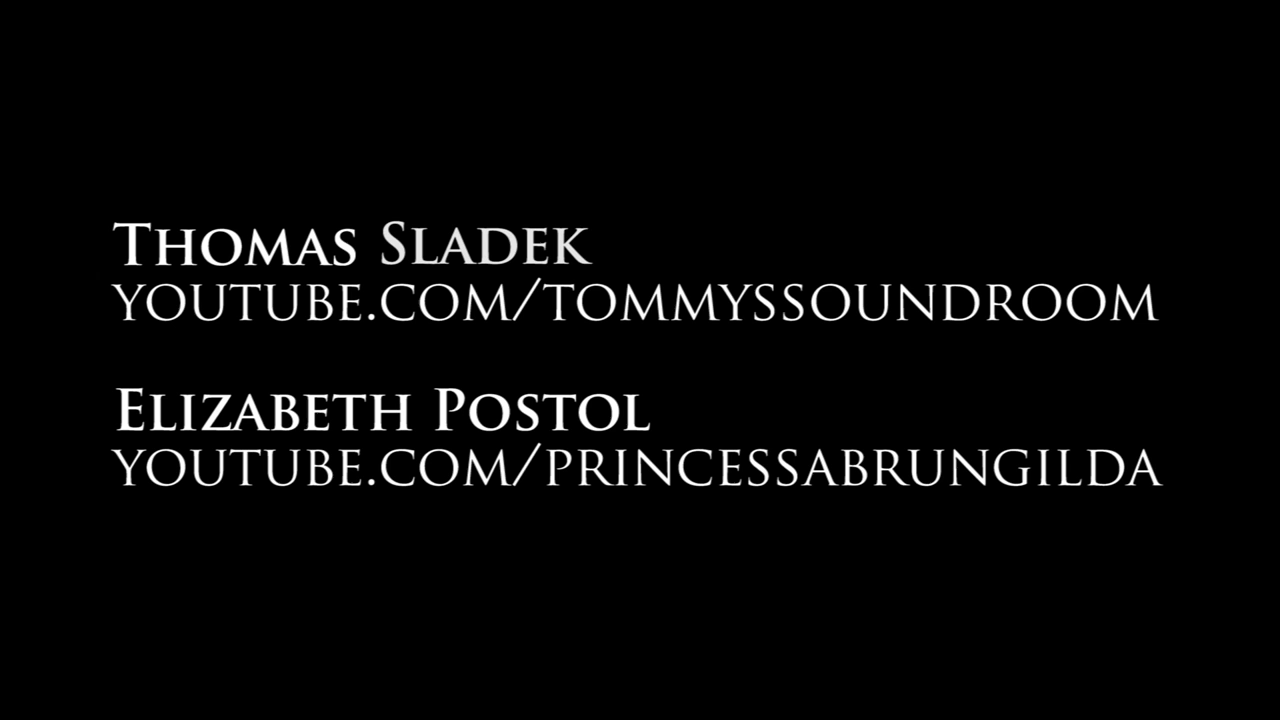 Thomas Sladek
youtube.com/tommyssoundroom
Elizabeth Postol
youtube.com/princessabrungilda